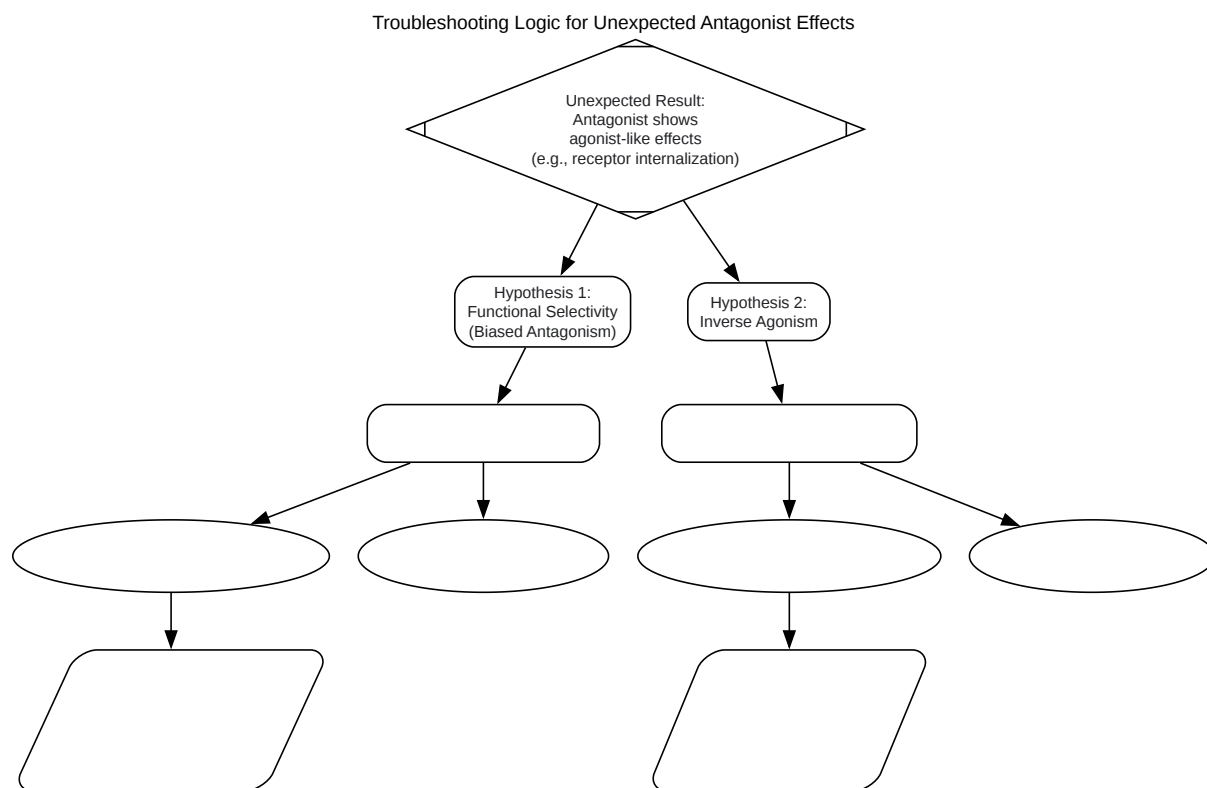 Troubleshooting Logic for Unexpected Antagonist Effects
Unexpected Result:
Antagonist shows
agonist-like effects
(e.g., receptor internalization)
Hypothesis 1:
Functional Selectivity
(Biased Antagonism)
Hypothesis 2:
Inverse Agonism